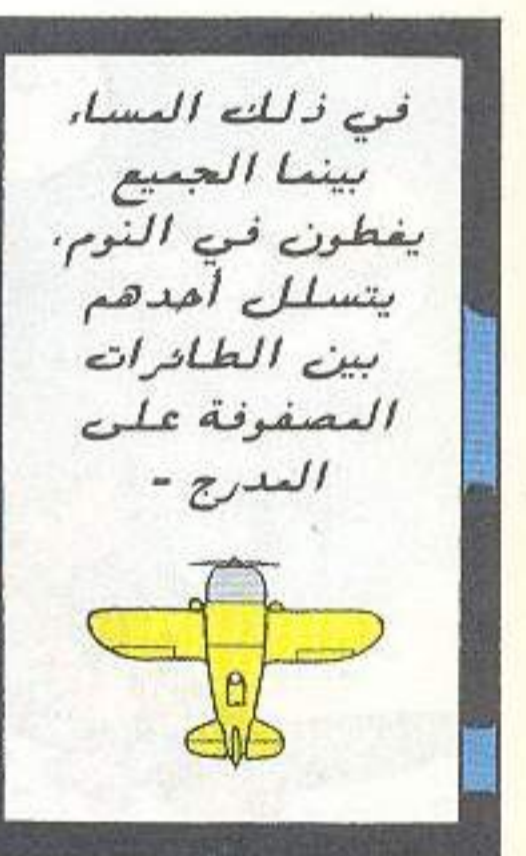 في ذلك المساء،
بينما الجميع
يغطون في النوم،
يتسلل أحدهم
بين الطائرات
المصفوفة على
المدرج -